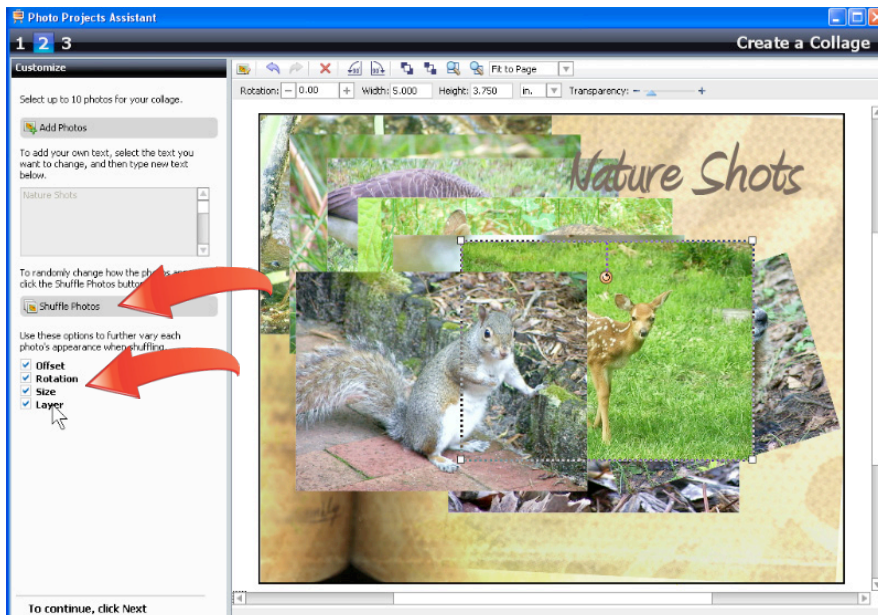 Photo Projects Assistant
1 2 3
Create a Collage
Customize
Fit to Page
Rotation: 0.00 Width: 5.000 Height: 3.750 in. Transparency:
Select up to 10 photos for your collage.
Add Photos
To add your own text, select the text you
want to change, and then type new text
below.
Nature Shots
To randomly change how the photos
click the Shuffle Photos button
Shuffle Photos
Use these options to further vary each
photo's appearance when shuffling.
Offset
Rotation
Size
Layer
To continue, click Next
Nature Shots